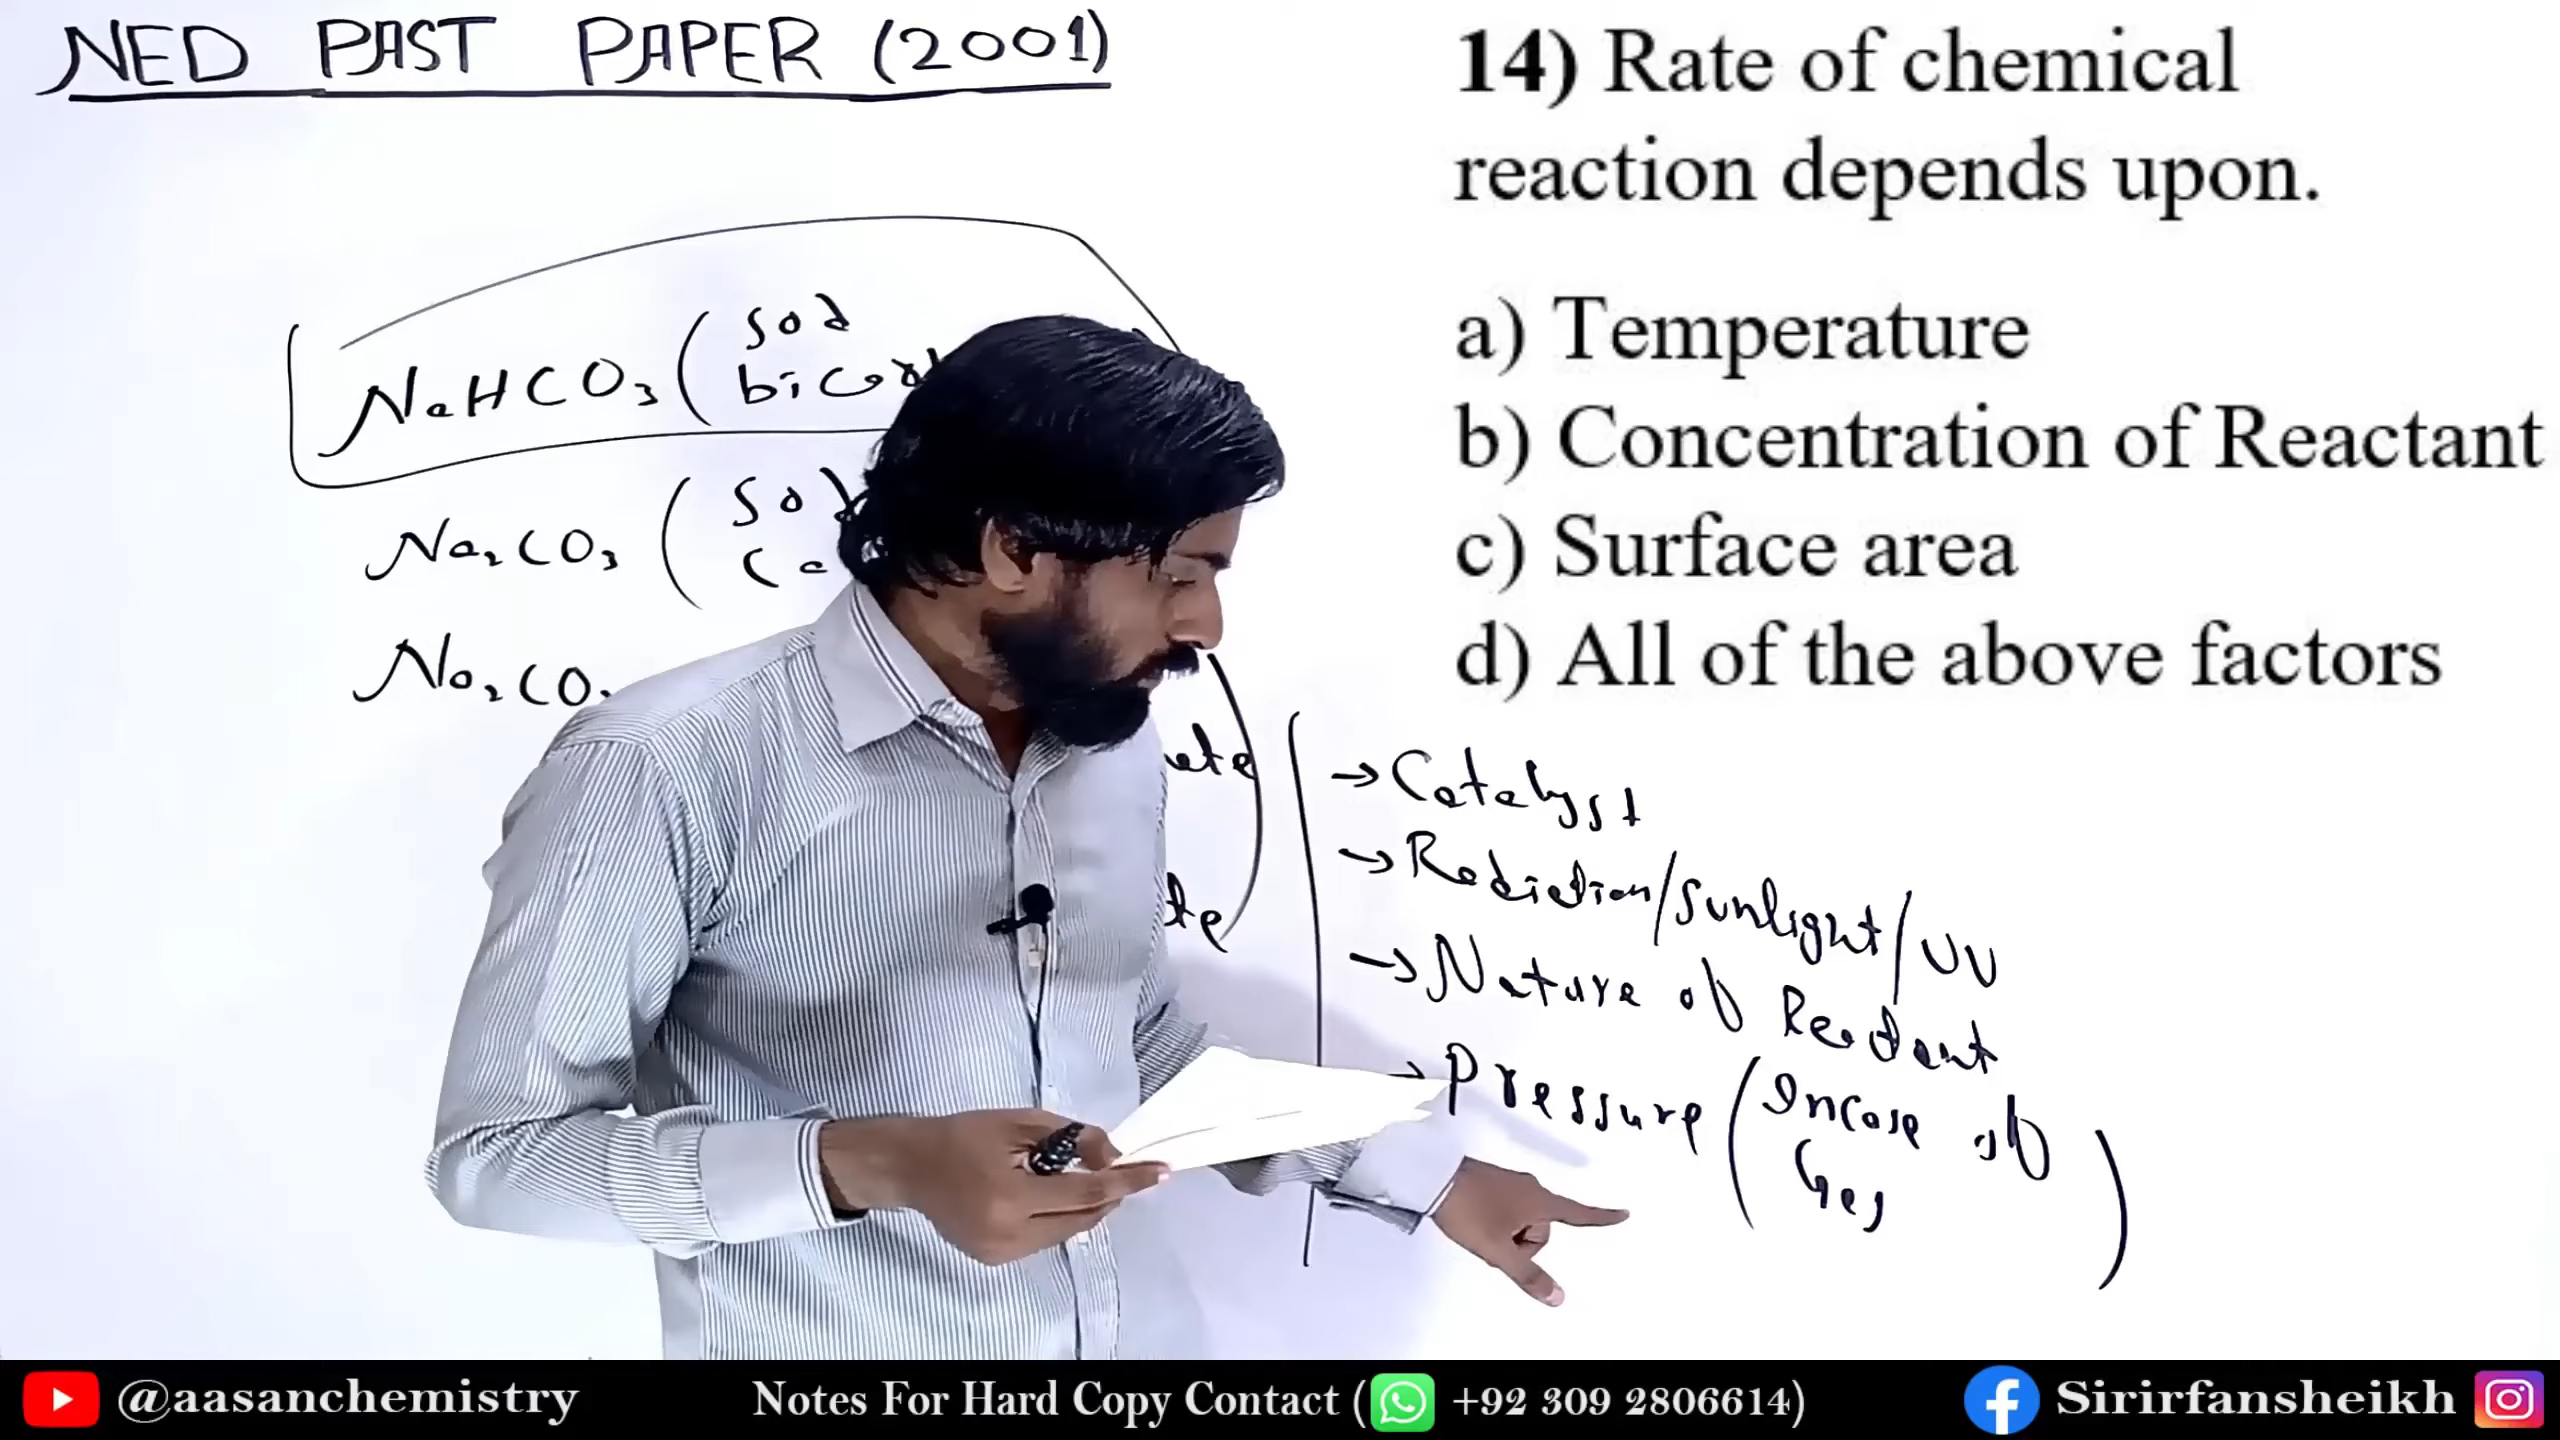 NED PAST PAPER (2001)
NaHCO3 ( Sod
Na2CO3 ( Sod
Na2CO
14) Rate of chemical
reaction depends upon.
a) Temperature
b) Concentration of Reactant
c) Surface area
d) All of the above factors
→ Catalyst
→ Radiation/Sunlight/UV
→ Nature of Reactant
→ Pressure ( Incase of
Gas )
@aasanchemistry
Notes For Hard Copy Contact ( +92 309 2806614)
Sirirfansheikh